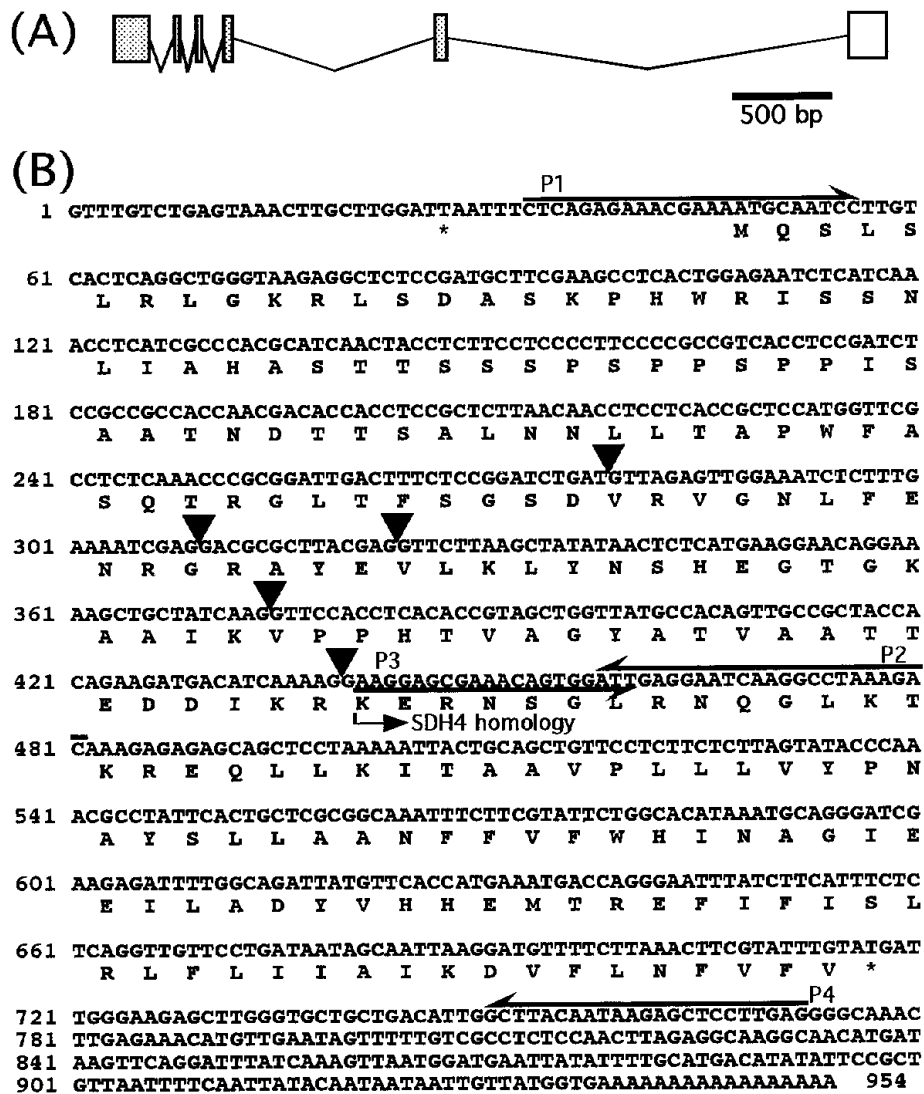 (A)
500 bp
(B)
P1
1 GTTTGTCTGAGTAAACTTGCTTGGATTAATTTCTCAGAGAAACGAAAATGCAATCCTTGT
* M Q S L S
61 CACTCAGGCTGGGTAAGAGGCTCTCCGATGCTTCGAAGCCTCACTGGAGAATCTCATCAA
L R L G K R L S D A S K P H W R I S S N
121 ACCTCATCGCCCACGCATCAACTACCTCTTCCTCCCCTTCCCCGCCGTCACCTCCGATCT
L I A H A S T T S S S P S P P S P P I S
181 CCGCCGCCACCAACGACACCACCTCCGCTCTTAACAACCTCCTCACCGCTCCATGGTTCG
A A T N D T T S A L N N L L T A P W F A
241 CCTCTCAAACCCGCGGATTGACTTTCTCCGGATCTGATGTTAGAGTTGGAAATCTCTTTG
S Q T R G L T F S G S D V R V G N L F E
301 AAAATCGAGGACGCGCTTACGAGGTTCTTAAGCTATATAACTCTCATGAAGGAACAGGAA
N R G R A Y E V L K L Y N S H E G T G K
361 AAGCTGCTATCAAGGTTCCACCTCACACCGTAGCTGGTTATGCCACAGTTGCCGCTACCA
A A I K V P P H T V A G Y A T V A A T T
P3 P2
421 CAGAAGATGACATCAAAAGGAAGGAGCGAAACAGTGGATTGAGGAATCAAGGCCTAAAGA
E D D I K R K E R N S G L R N Q G L K T
SDH4 homology
481 CAAAGAGAGAGCAGCTCCTAAAAATTACTGCAGCTGTTCCTCTTCTCTTAGTATACCCAA
K R E Q L L K I T A A V P L L L V Y P N
541 ACGCCTATTCACTGCTCGCGGCAAATTTCTTCGTATTCTGGCACATAAATGCAGGGATCG
A Y S L L A A N F F V F W H I N A G I E
601 AAGAGATTTTGGCAGATTATGTTCACCATGAAATGACCAGGGAATTTATCTTCATTTCTC
E I L A D Y V H H E M T R E F I F I S L
661 TCAGGTTGTTCCTGATAATAGCAATTAAGGATGTTTTCTTAAACTTCGTATTTGTATGAT
R L F L I I A I K D V F L N F V F V *
P4
721 TGGGAAGAGCTTGGGTGCTGCTGACATTGGCTTACAATAAGAGCTCCTTGAGGGGCAAAC
781 TTGAGAAACATGTTGAATAGTTTTTGTCGCCTCTCCAACTTAGAGGCAAGGCAACATGAT
841 AAGTTCAGGATTTATCAAAGTTAATGGATGAATTATATTTTGCATGACATATATTCCGCT
901 GTTAATTTTCAATTATACAATAATAATTGTTATGGTGAAAAAAAAAAAAAAAAA 954